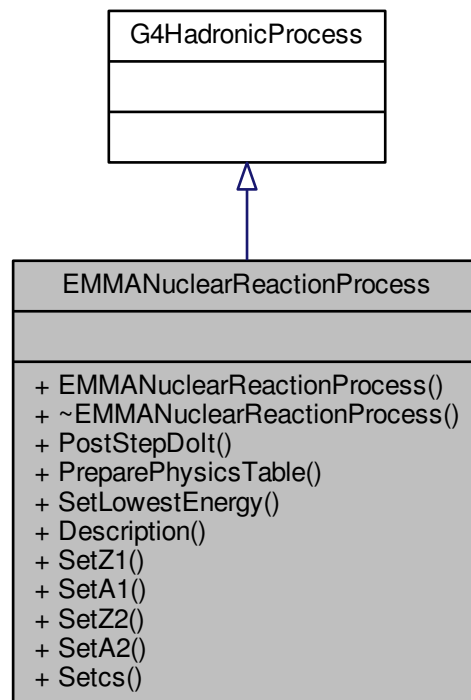 G4HadronicProcess
EMMANuclearReactionProcess
+ EMMANuclearReactionProcess()
+ ~EMMANuclearReactionProcess()
+ PostStepDoIt()
+ PreparePhysicsTable()
+ SetLowestEnergy()
+ Description()
+ SetZ1()
+ SetA1()
+ SetZ2()
+ SetA2()
+ Setcs()